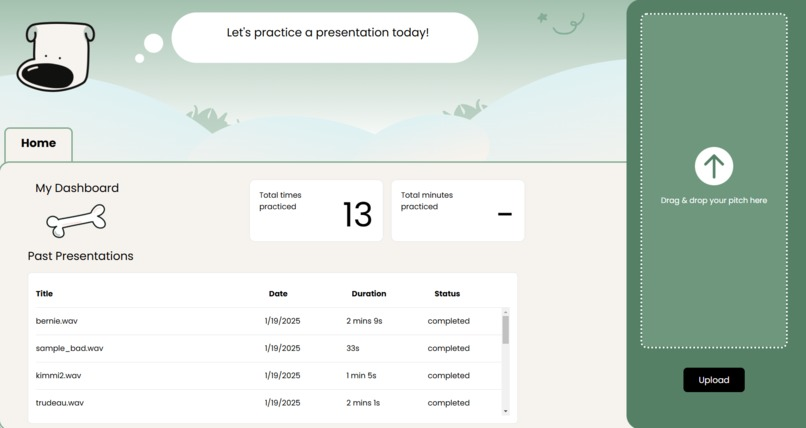 Let's practice a presentation today!
Home
My Dashboard
Total times
practiced
13
Total minutes
practiced
–
Past Presentations
Title Date Duration Status
bernie.wav 1/19/2025 2 mins 9s completed
sample_bad.wav 1/19/2025 33s completed
kimmi2.wav 1/19/2025 1 min 5s completed
trudeau.wav 1/19/2025 2 mins 1s completed
Drag & drop your pitch here
Upload